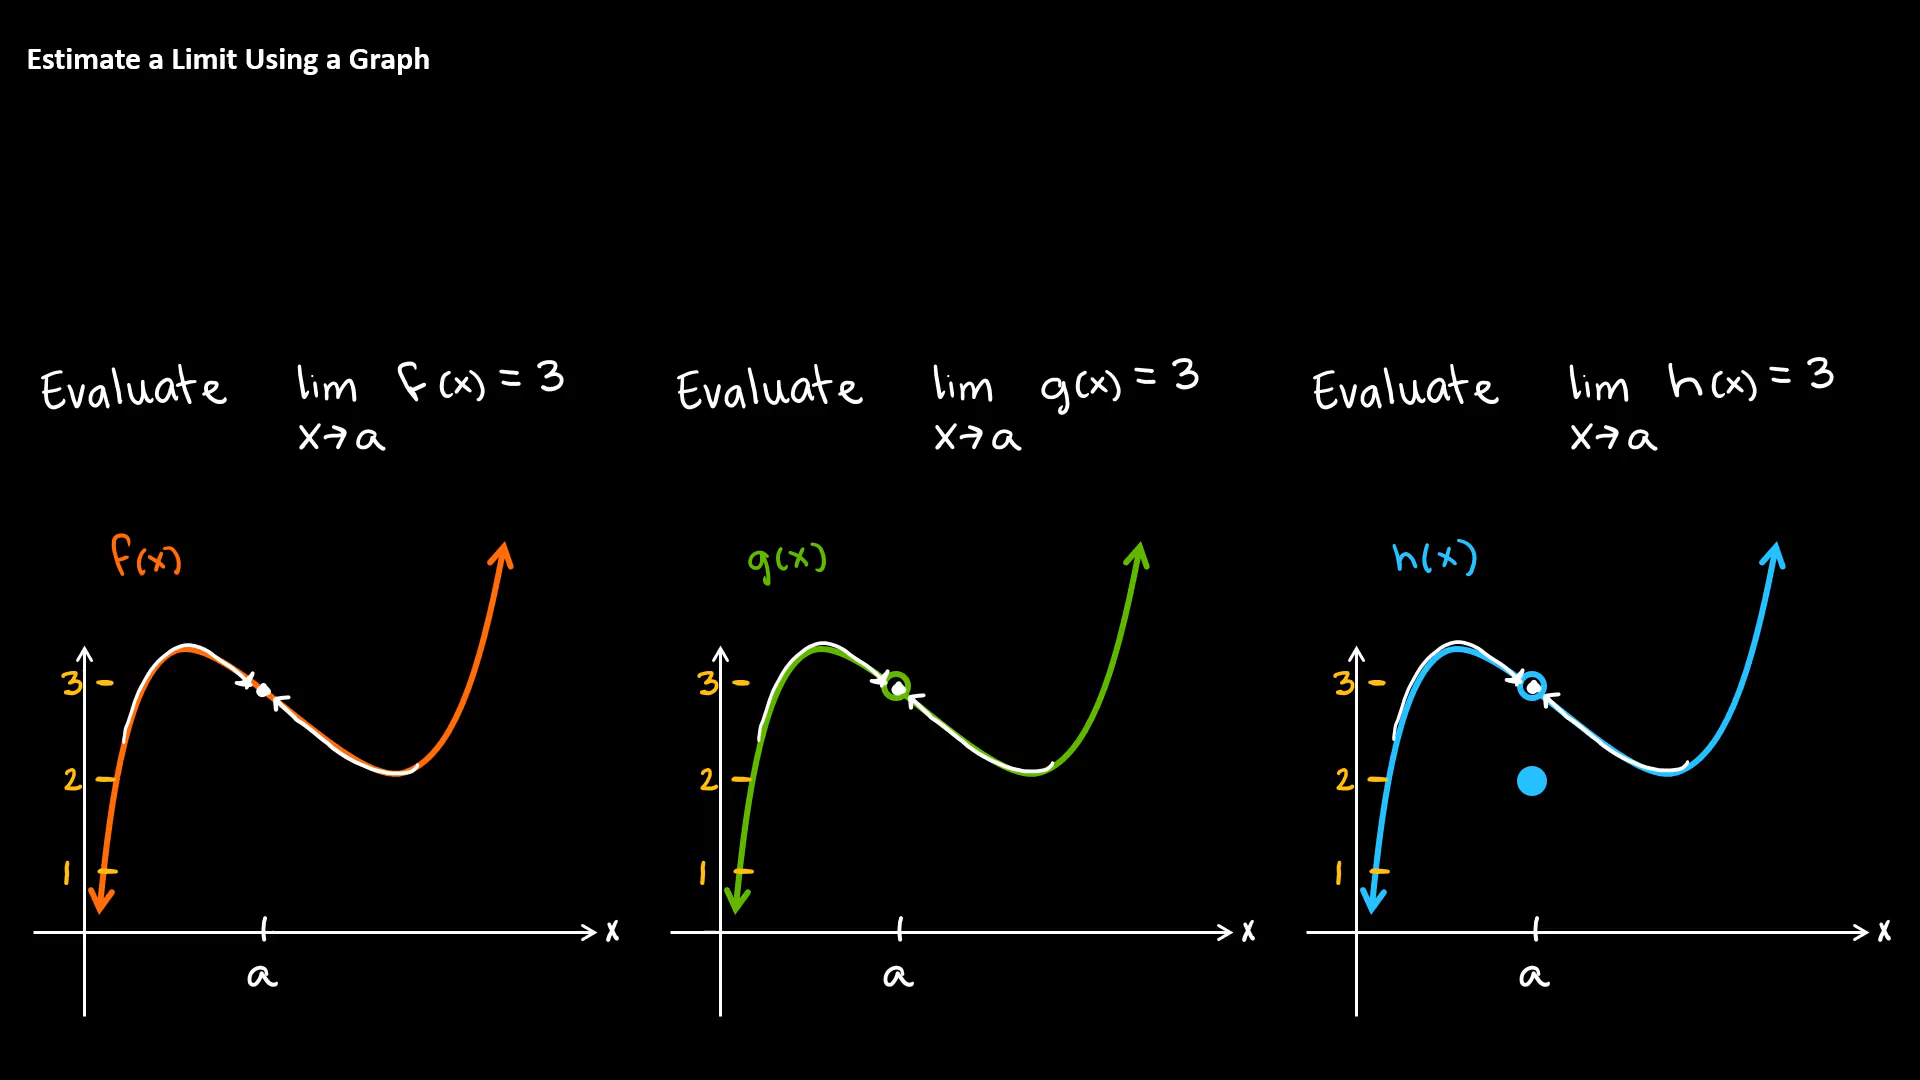 Estimate a Limit Using a Graph
Evaluate lim f(x) = 3
x→a
Evaluate lim g(x) = 3
x→a
Evaluate lim h(x) = 3
x→a
f(x)
3
2
1
x
a
g(x)
3
2
1
x
a
h(x)
3
2
1
x
a